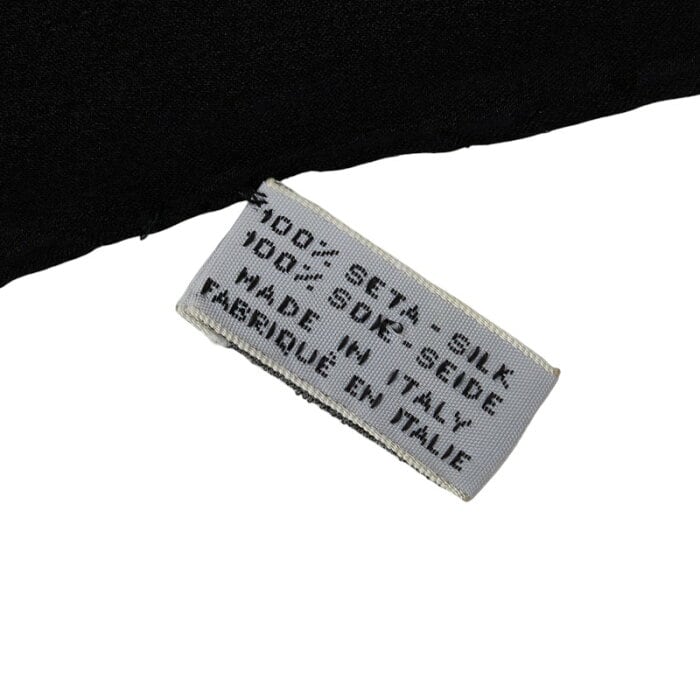 100% SETA - SILK
100% SOIE - SEIDE
MADE IN ITALY
FABRIQUÉ EN ITALIE